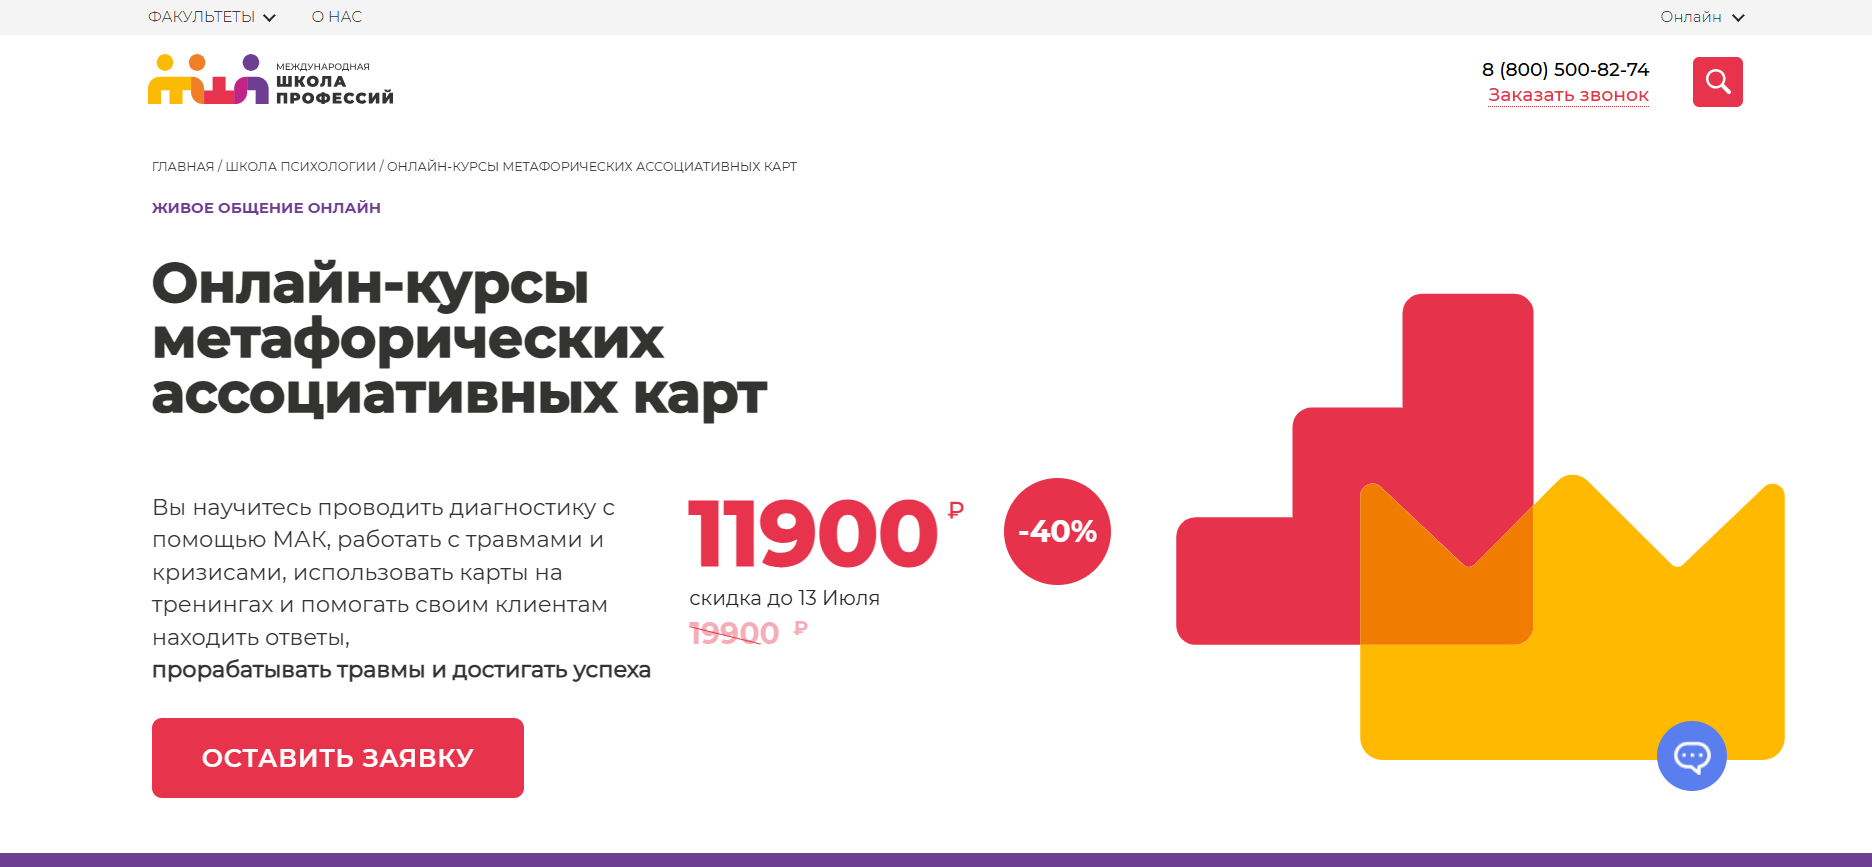 ФАКУЛЬТЕТЫ
О НАС
Онлайн
МЕЖДУНАРОДНАЯ
ШКОЛА
ПРОФЕССИЙ
8 (800) 500-82-74
Заказать звонок
ГЛАВНАЯ / ШКОЛА ПСИХОЛОГИИ / ОНЛАЙН-КУРСЫ МЕТАФОРИЧЕСКИХ АССОЦИАТИВНЫХ КАРТ
ЖИВОЕ ОБЩЕНИЕ ОНЛАЙН
Онлайн-курсы
метафорических
ассоциативных карт
Вы научитесь проводить диагностику с
помощью МАК, работать с травмами и
кризисами, использовать карты на
тренингах и помогать своим клиентам
находить ответы,
прорабатывать травмы и достигать успеха
11900 ₽
-40%
скидка до 13 Июля
19900 ₽
ОСТАВИТЬ ЗАЯВКУ